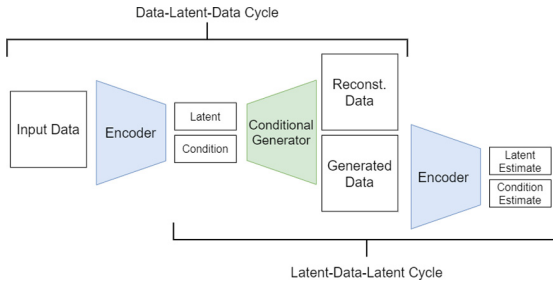 Data-Latent-Data Cycle
Input Data
Encoder
Latent
Condition
Conditional
Generator
Reconst.
Data
Generated
Data
Encoder
Latent
Estimate
Condition
Estimate
Latent-Data-Latent Cycle